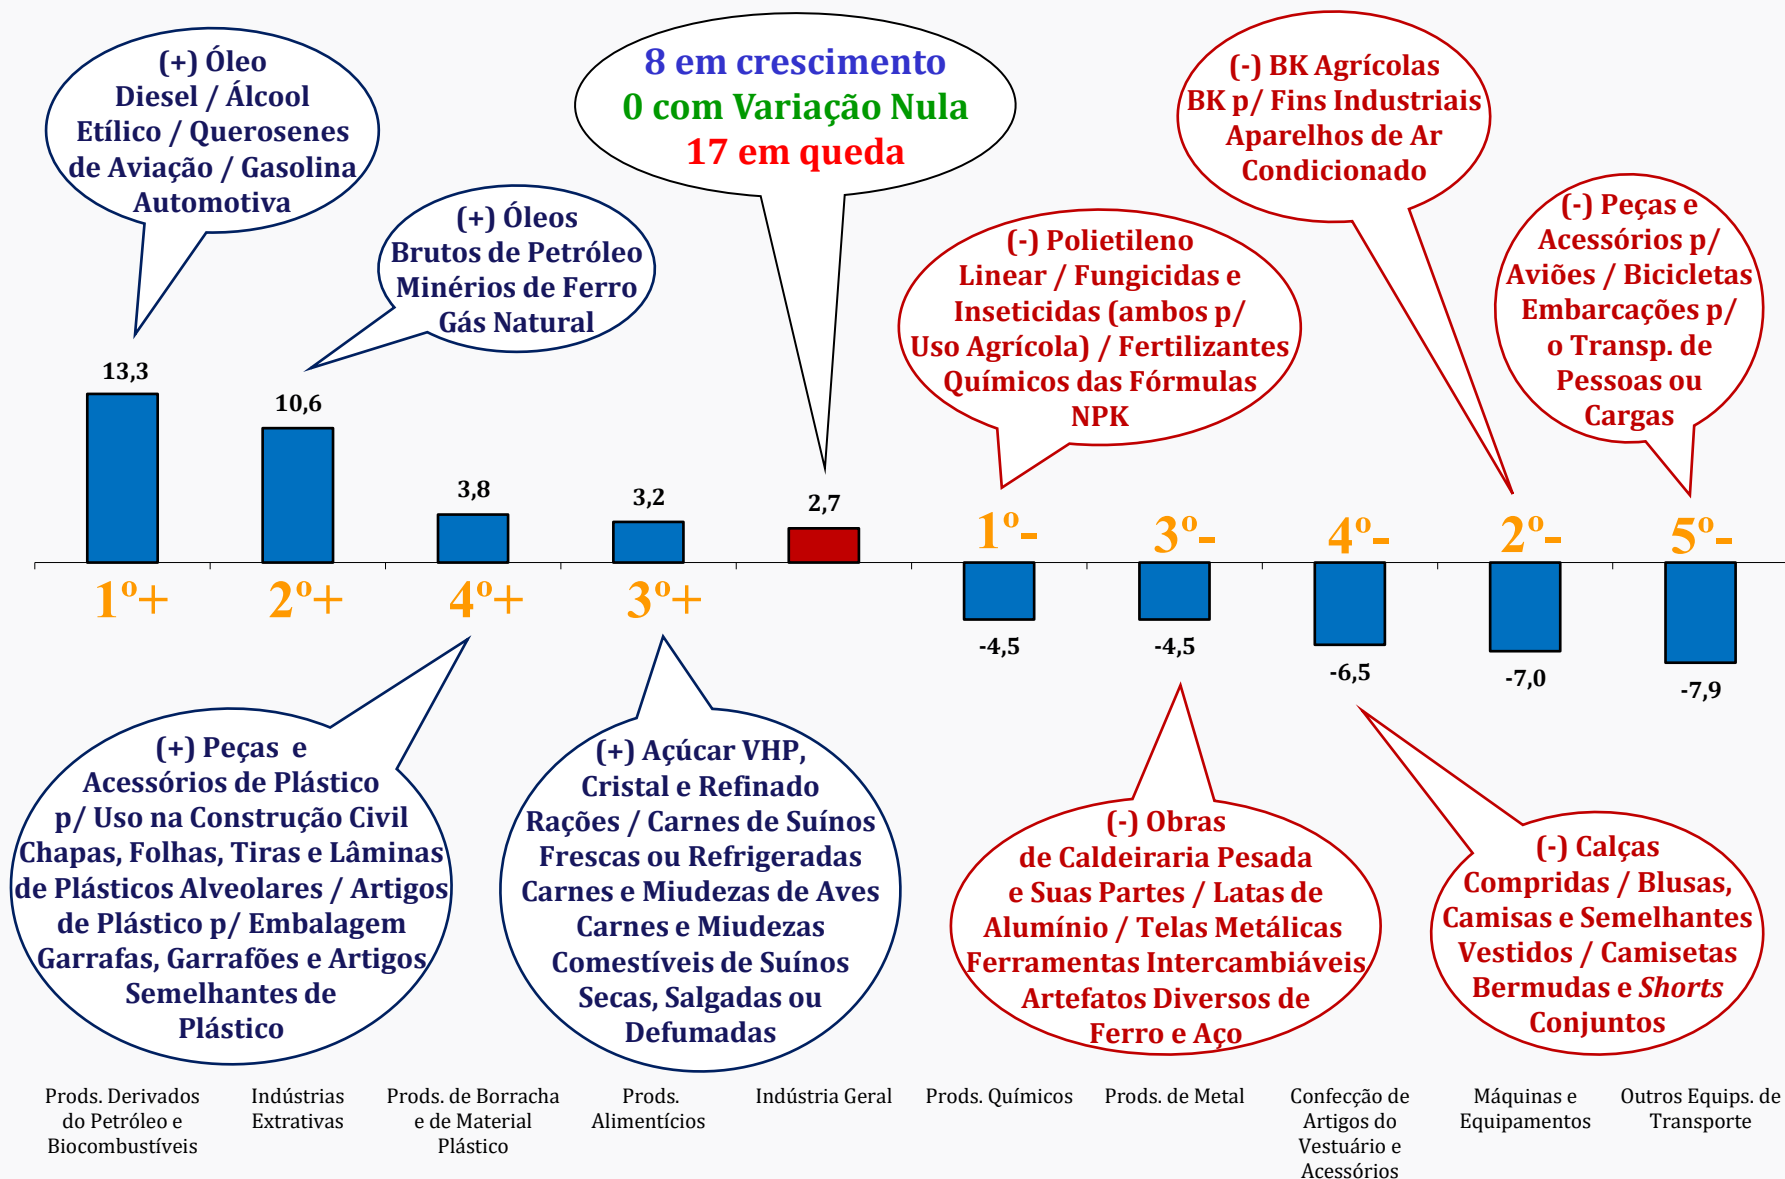 (+) Óleo
Diesel / Álcool
Etílico / Querosenes
de Aviação / Gasolina
Automotiva
(+) Óleos
Brutos de Petróleo
Minérios de Ferro
Gás Natural
8 em crescimento
0 com Variação Nula
17 em queda
(-) Polietileno
Linear / Fungicidas e
Inseticidas (ambos p/
Uso Agrícola) / Fertilizantes
Químicos das Fórmulas
NPK
(-) BK Agrícolas
BK p/ Fins Industriais
Aparelhos de Ar
Condicionado
(-) Peças e
Acessórios p/
Aviões / Bicicletas
Embarcações p/
o Transp. de
Pessoas ou
Cargas
13,3
10,6
3,8
3,2
2,7
1º-
3º-
4º-
2º-
5º-
1º+
2º+
4º+
3º+
-4,5
-4,5
-6,5
-7,0
-7,9
(+) Peças e
Acessórios de Plástico
p/ Uso na Construção Civil
Chapas, Folhas, Tiras e Lâminas
de Plásticos Alveolares / Artigos
de Plástico p/ Embalagem
Garrafas, Garrafões e Artigos
Semelhantes de
Plástico
(+) Açúcar VHP,
Cristal e Refinado
Rações / Carnes de Suínos
Frescas ou Refrigeradas
Carnes e Miudezas de Aves
Carnes e Miudezas
Comestíveis de Suínos
Secas, Salgadas ou
Defumadas
(-) Obras
de Caldeiraria Pesada
e Suas Partes / Latas de
Alumínio / Telas Metálicas
Ferramentas Intercambiáveis
Artefatos Diversos de
Ferro e Aço
(-) Calças
Compridas / Blusas,
Camisas e Semelhantes
Vestidos / Camisetas
Bermudas e Shorts
Conjuntos
Prods. Derivados
do Petróleo e
Biocombustíveis
Indústrias
Extrativas
Prods. de Borracha
e de Material
Plástico
Prods.
Alimentícios
Indústria Geral
Prods. Químicos
Prods. de Metal
Confecção de
Artigos do
Vestuário e
Acessórios
Máquinas e
Equipamentos
Outros Equips. de
Transporte